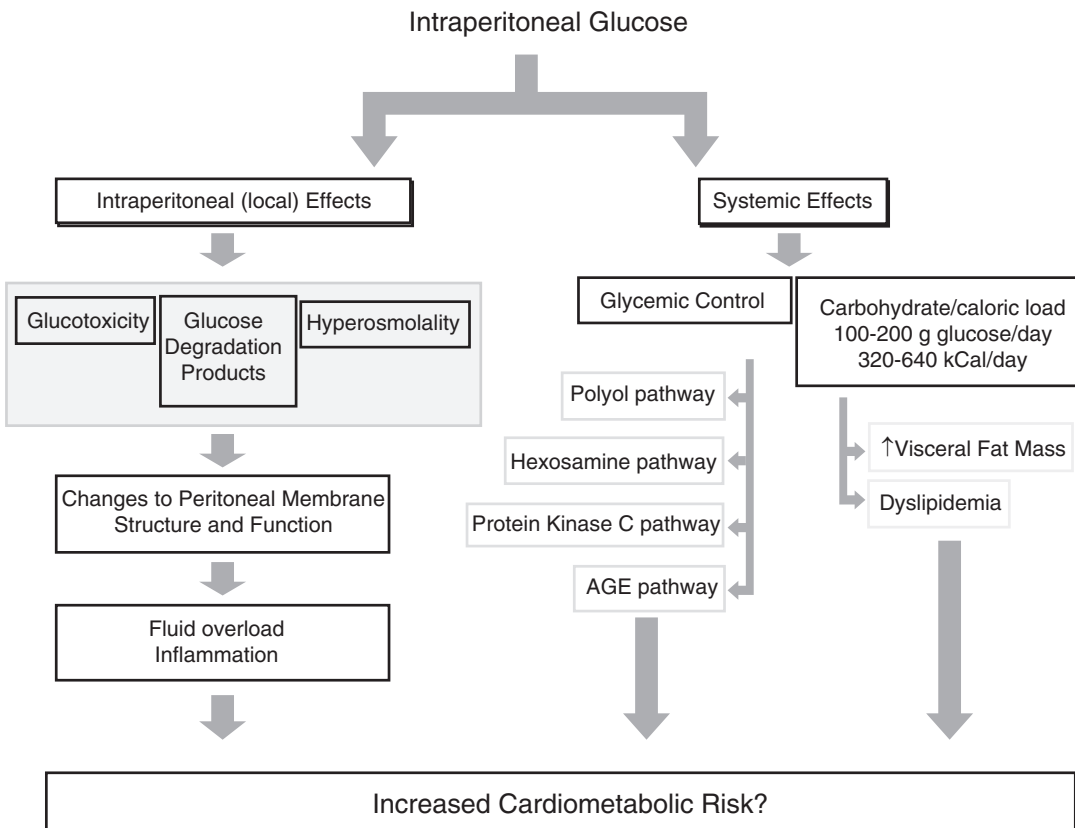 Intraperitoneal Glucose
Intraperitoneal (local) Effects
Glucotoxicity
Glucose
Degradation
Products
Hyperosmolality
Changes to Peritoneal Membrane
Structure and Function
Fluid overload
Inflammation
Systemic Effects
Glycemic Control
Polyol pathway
Hexosamine pathway
Protein Kinase C pathway
AGE pathway
Carbohydrate/caloric load
100-200 g glucose/day
320-640 kCal/day
↑Visceral Fat Mass
Dyslipidemia
Increased Cardiometabolic Risk?